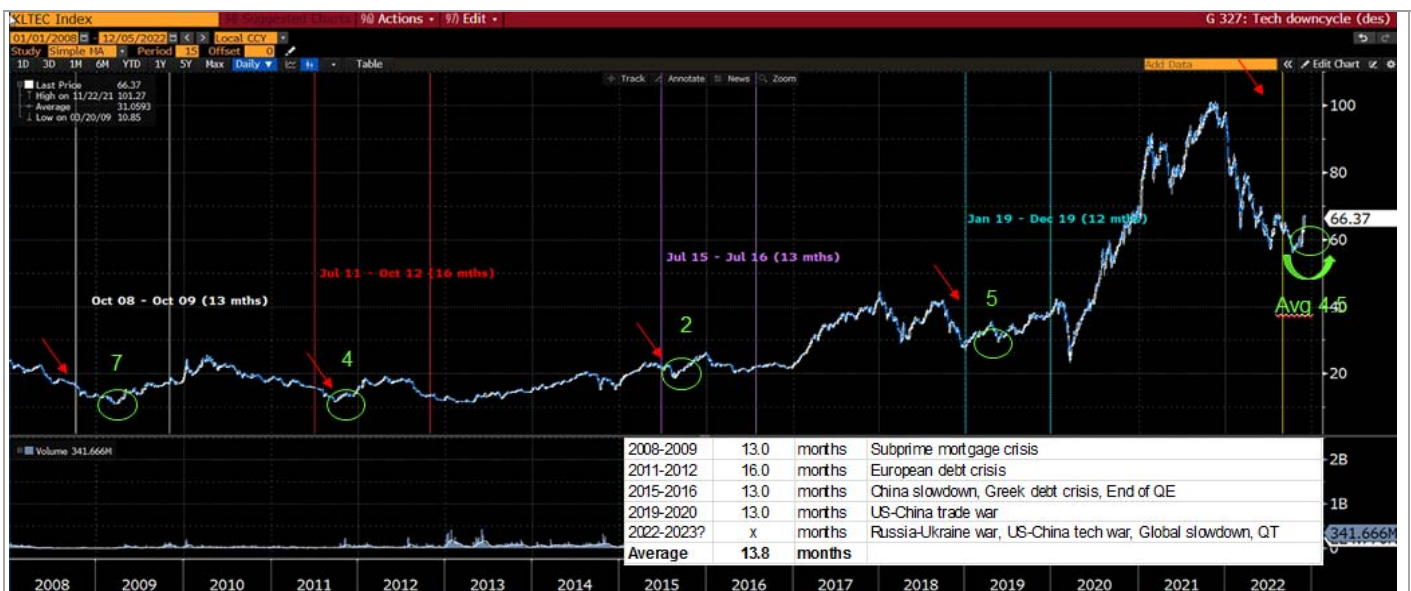 XLTEC Index
99) Suggested Charts
90 Actions
97) Edit
G 327: Tech downcycle (des)
01/01/2008 - 12/05/2022 Local CCY
Study Simple MA Period 15 Offset 0
1D 3D 1M 6M YTD 1Y 5Y Max Daily ▼ Table
Add Data « Edit Chart
Track Annotate News Zoom
Last Price 66.37
High on 11/22/21 101.27
Average 31.0593
Low on 03/20/09 10.85
100
80
66.37
60
40
20
Jan 19 - Dec 19 (12 mths)
Jul 15 - Jul 16 (13 mths)
Jul 11 - Oct 12 (16 mths)
Oct 08 - Oct 09 (13 mths)
7
4
2
5
Avg 4.5
Volume 341.666M
2B
1B
341.666M
0
2008-2009 13.0 months Subprime mortgage crisis
2011-2012 16.0 months European debt crisis
2015-2016 13.0 months China slowdown, Greek debt crisis, End of QE
2019-2020 13.0 months US-China trade war
2022-2023? x months Russia-Ukraine war, US-China tech war, Global slowdown, QT
Average 13.8 months
2008 2009 2010 2011 2012 2013 2014 2015 2016 2017 2018 2019 2020 2021 2022